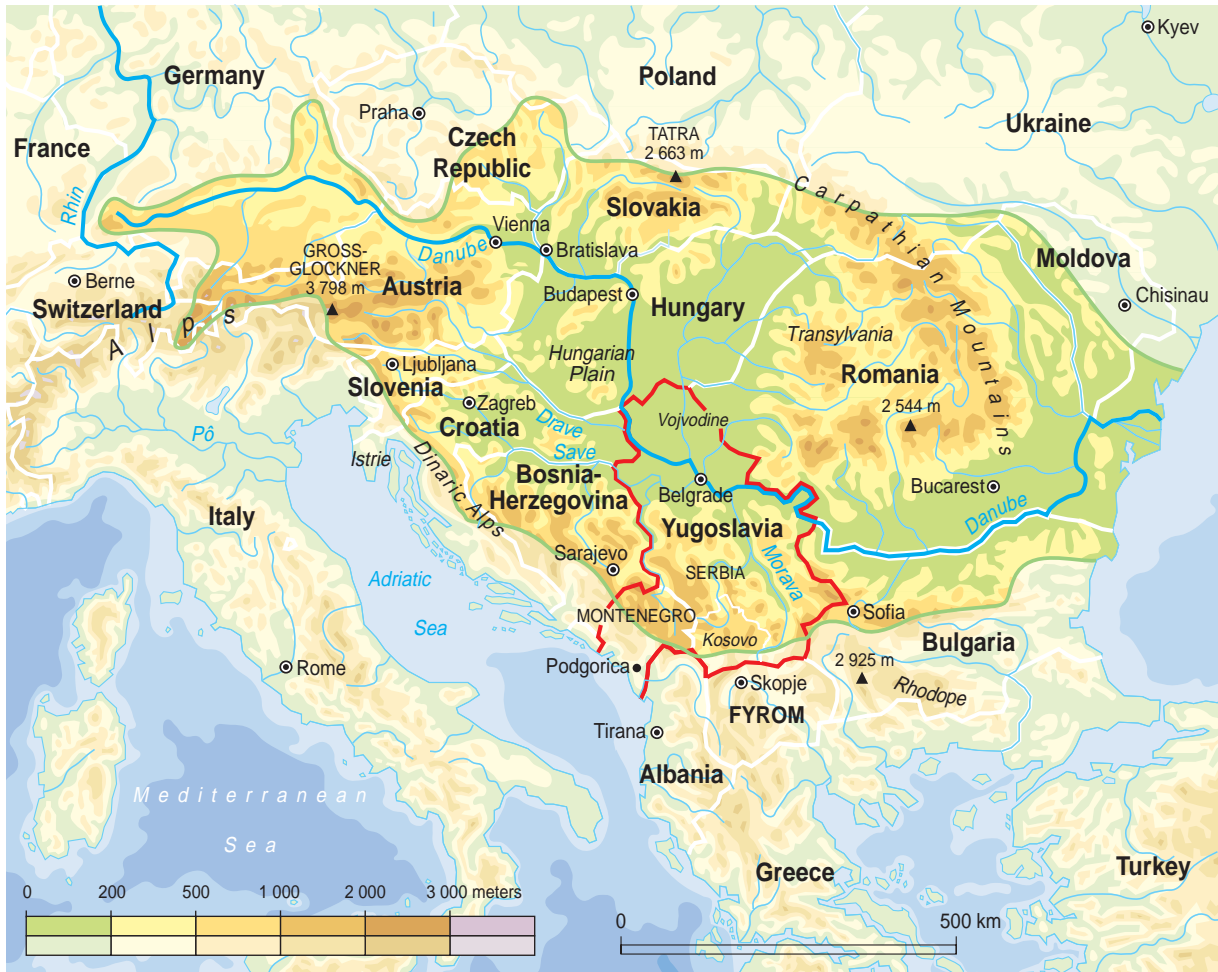 Kyev
Germany
Poland
Praha
Ukraine
France
Czech
Republic
TATRA
2 663 m
Rhin
Carpathian Mountains
Slovakia
Vienna
Danube
Bratislava
GROSS-
GLOCKNER
3 798 m
Moldova
Berne
Austria
Budapest
Hungary
Chisinau
Switzerland
Alps
Transylvania
Hungarian
Plain
Ljubljana
Slovenia
Romania
Zagreb
2 544 m
Vojvodine
Croatia
Drave
Pô
Save
Istrie
Dinaric Alps
Bosnia-
Herzegovina
Belgrade
Bucarest
Danube
Italy
Yugoslavia
Sarajevo
Morava
Adriatic
Sea
SERBIA
MONTENEGRO
Sofia
Kosovo
Bulgaria
Rome
Podgorica
2 925 m
Skopje
Rhodope
FYROM
Tirana
Albania
Mediterranean
Sea
Greece
Turkey
0 200 500 1 000 2 000 3 000 meters
0 500 km